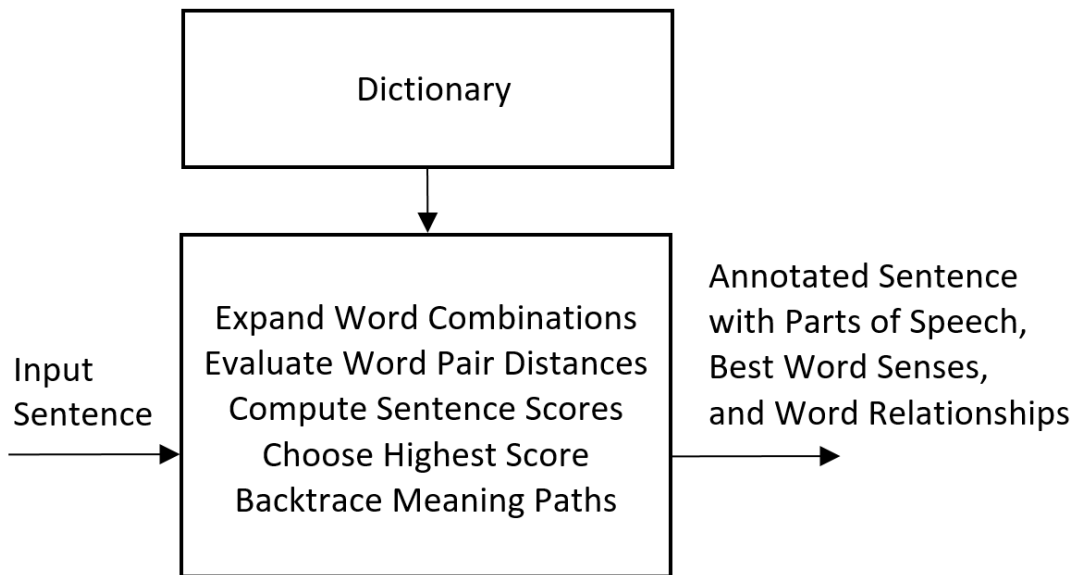 Dictionary
Expand Word Combinations
Evaluate Word Pair Distances
Compute Sentence Scores
Choose Highest Score
Backtrace Meaning Paths
Input
Sentence
Annotated Sentence
with Parts of Speech,
Best Word Senses,
and Word Relationships